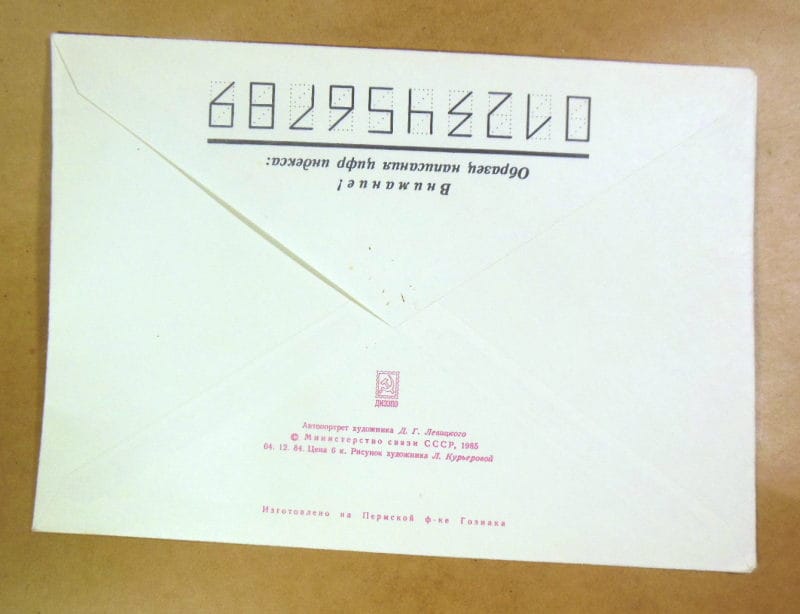 Внимание!
Образец написания цифр индекса:
0123456789
ДИЭЗПО
Автопортрет художника Д. Г. Левицкого
© Министерство связи СССР, 1985
04. 12. 84. Цена 6 к. Рисунок художника Л. Курьеровой
Изготовлено на Пермской ф-ке Гознака